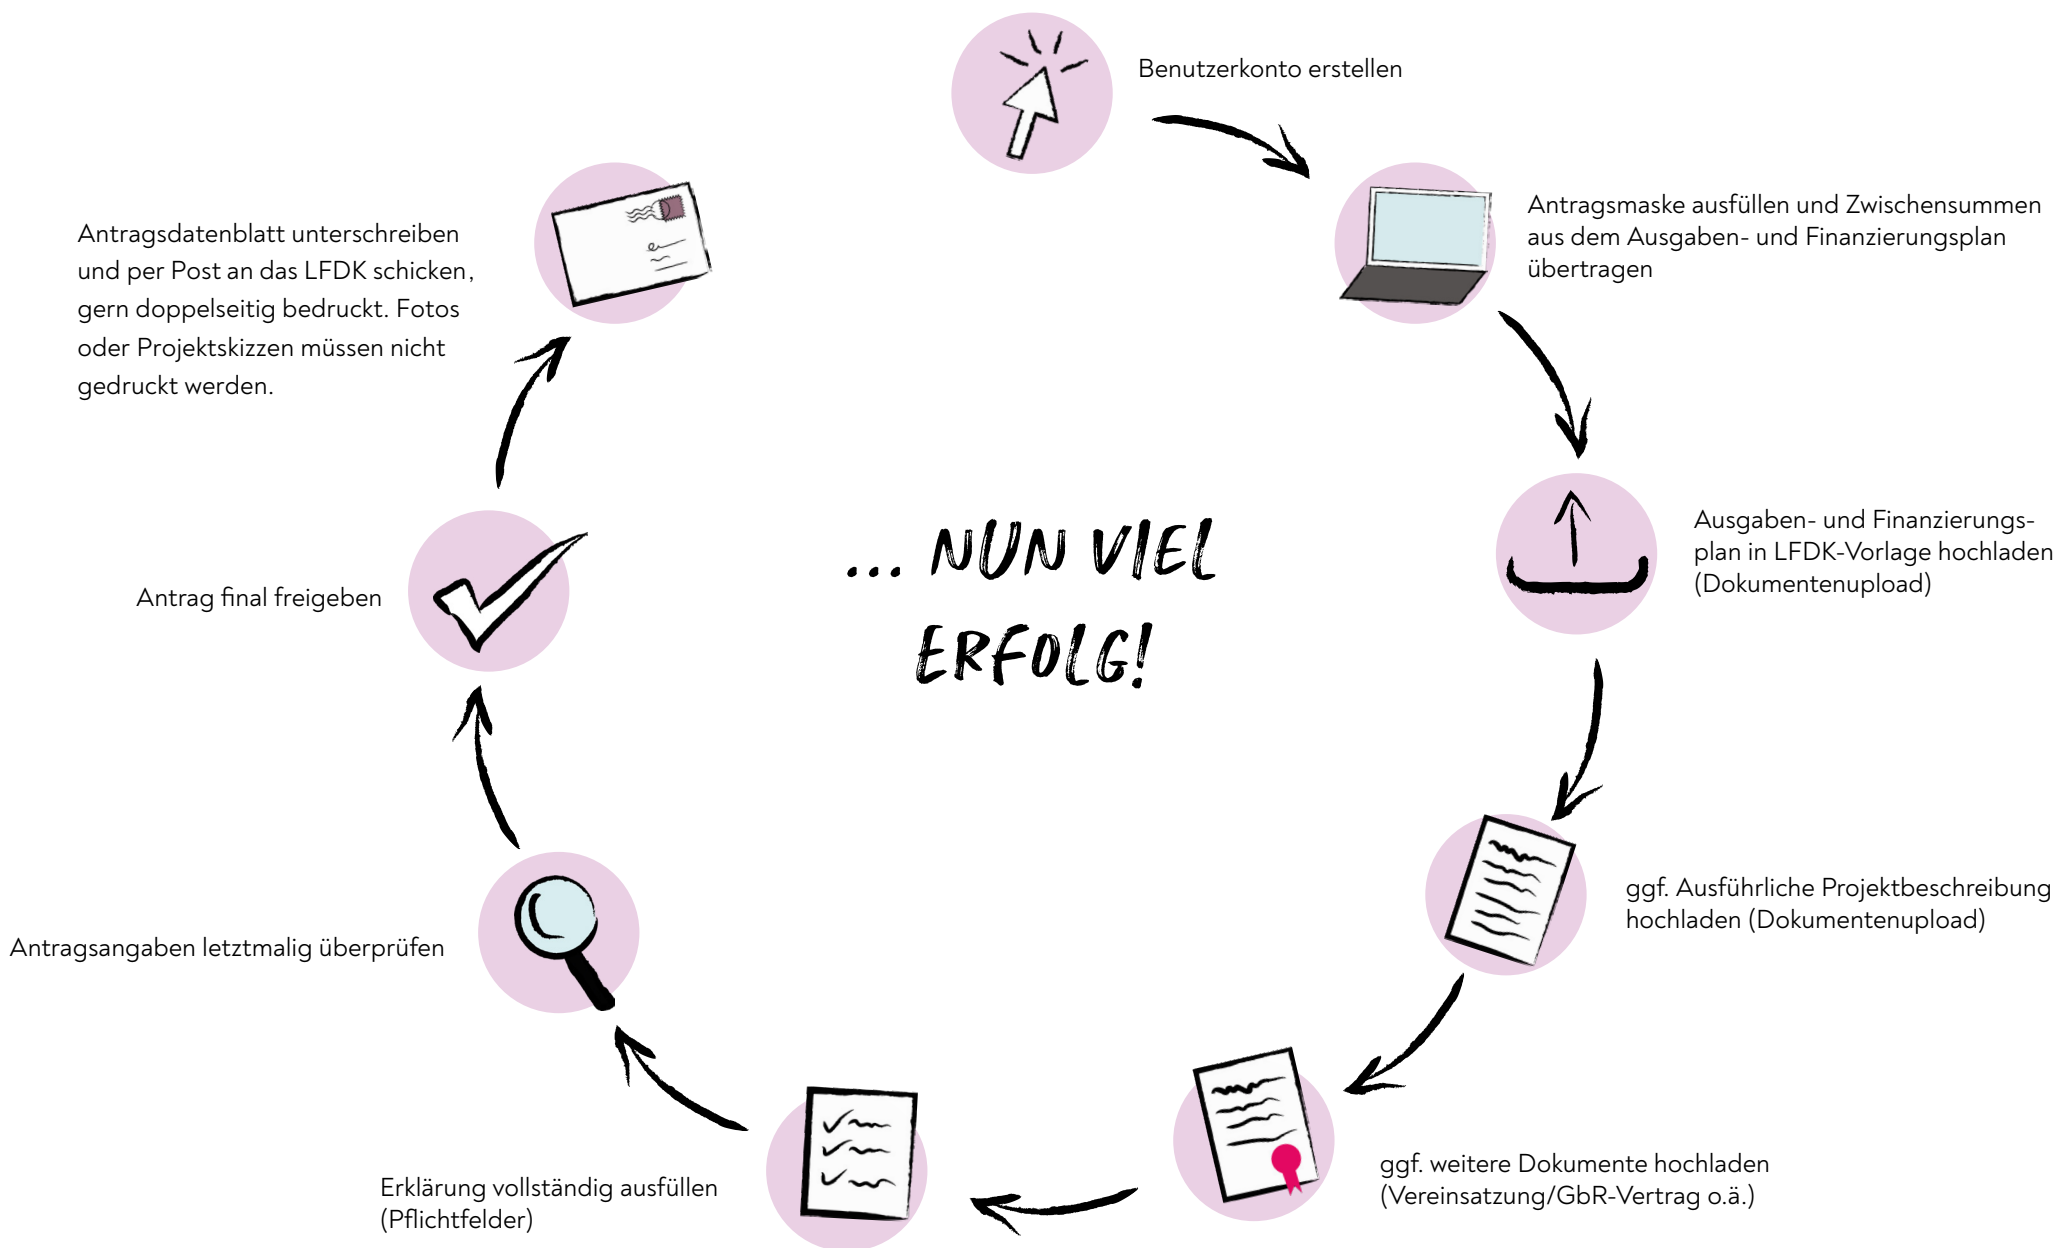 Benutzerkonto erstellen
Antragsmaske ausfüllen und Zwischensummen
aus dem Ausgaben- und Finanzierungsplan
übertragen
Ausgaben- und Finanzierungs-
plan in LFDK-Vorlage hochladen
(Dokumentenupload)
ggf. Ausführliche Projektbeschreibung
hochladen (Dokumentenupload)
ggf. weitere Dokumente hochladen
(Vereinsatzung/GbR-Vertrag o.ä.)
Erklärung vollständig ausfüllen
(Pflichtfelder)
Antragsangaben letztmalig überprüfen
Antrag final freigeben
Antragsdatenblatt unterschreiben
und per Post an das LFDK schicken,
gern doppelseitig bedruckt. Fotos
oder Projektskizzen müssen nicht
gedruckt werden.
... NUN VIEL
ERFOLG!